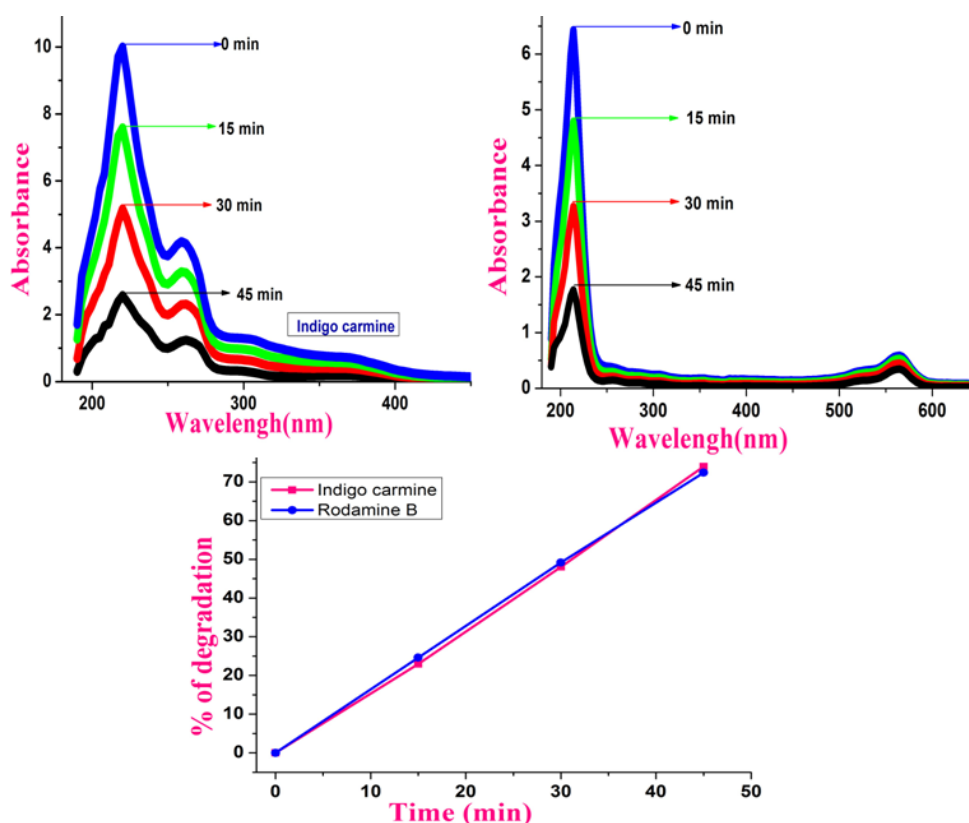 Absorbance
10
8
6
4
2
0
0 min
15 min
30 min
45 min
Indigo carmine
200 300 400
Wavelengh(nm)
Absorbance
6
5
4
3
2
1
0
0 min
15 min
30 min
45 min
200 300 400 500 600
Wavelengh(nm)
% of degradation
70
60
50
40
30
20
10
0
Indigo carmine
Rodamine B
0 10 20 30 40 50
Time (min)